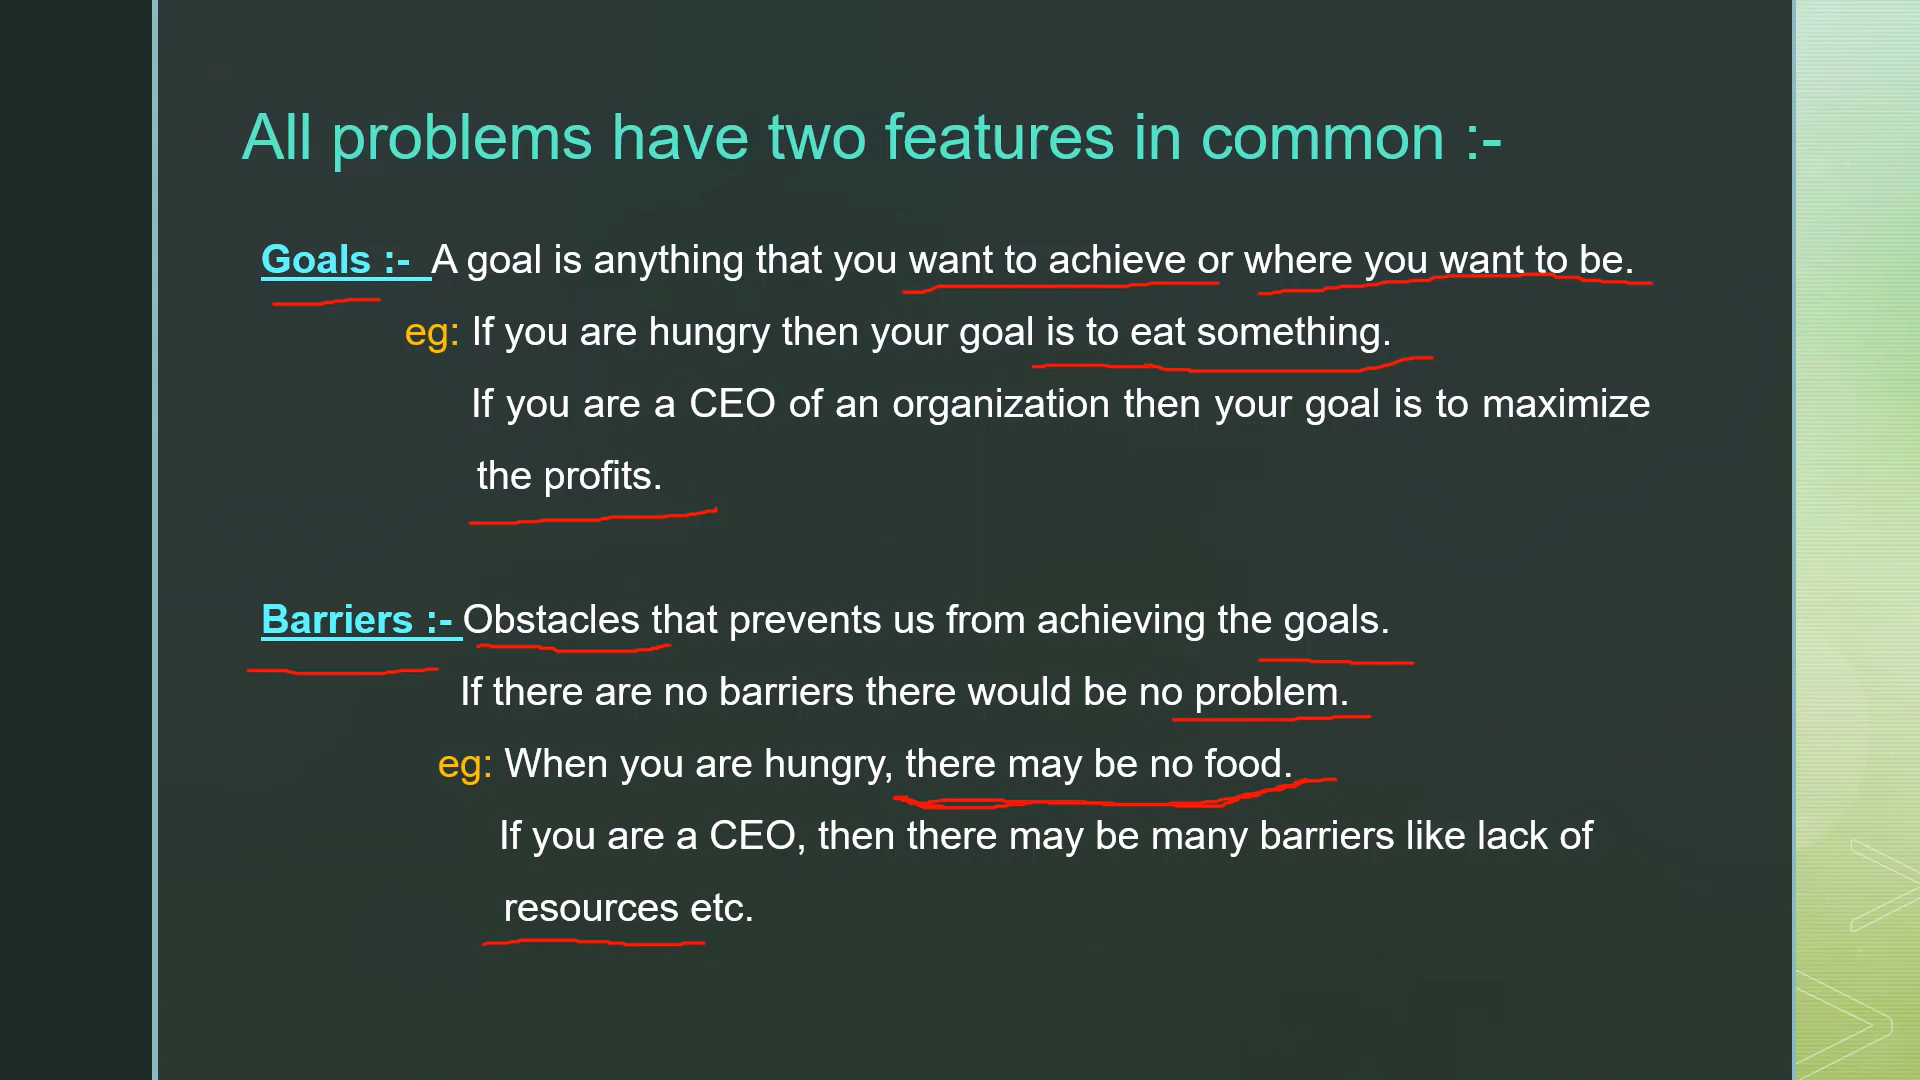 All problems have two features in common :-
Goals :- A goal is anything that you want to achieve or where you want to be.
eg: If you are hungry then your goal is to eat something.
If you are a CEO of an organization then your goal is to maximize
the profits.
Barriers :- Obstacles that prevents us from achieving the goals.
If there are no barriers there would be no problem.
eg: When you are hungry, there may be no food.
If you are a CEO, then there may be many barriers like lack of
resources etc.